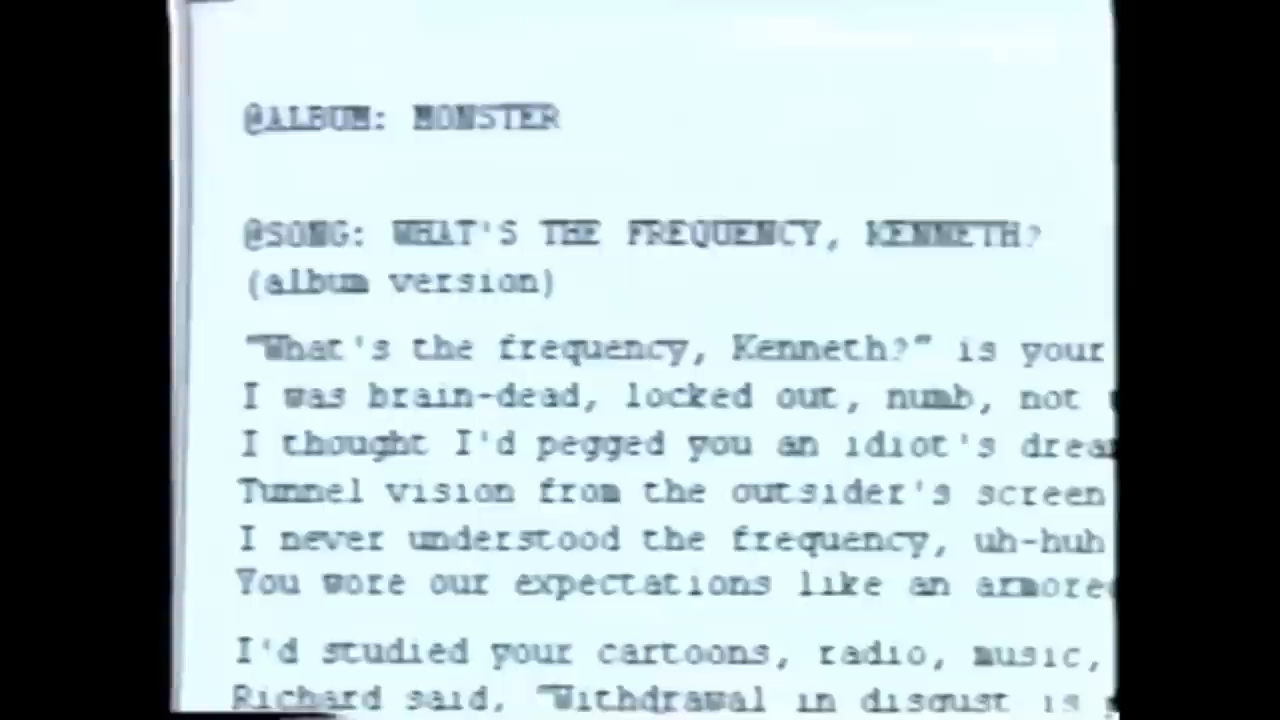 @ALBUM: MONSTER
@SONG: WHAT'S THE FREQUENCY, KENNETH?
(album version)
"What's the frequency, Kenneth?" is your
I was brain-dead, locked out, numb, not
I thought I'd pegged you an idiot's drea
Tunnel vision from the outsider's screen
I never understood the frequency, uh-huh
You wore our expectations like an armore
I'd studied your cartoons, radio, music,
Richard said, "Withdrawal in disgust is